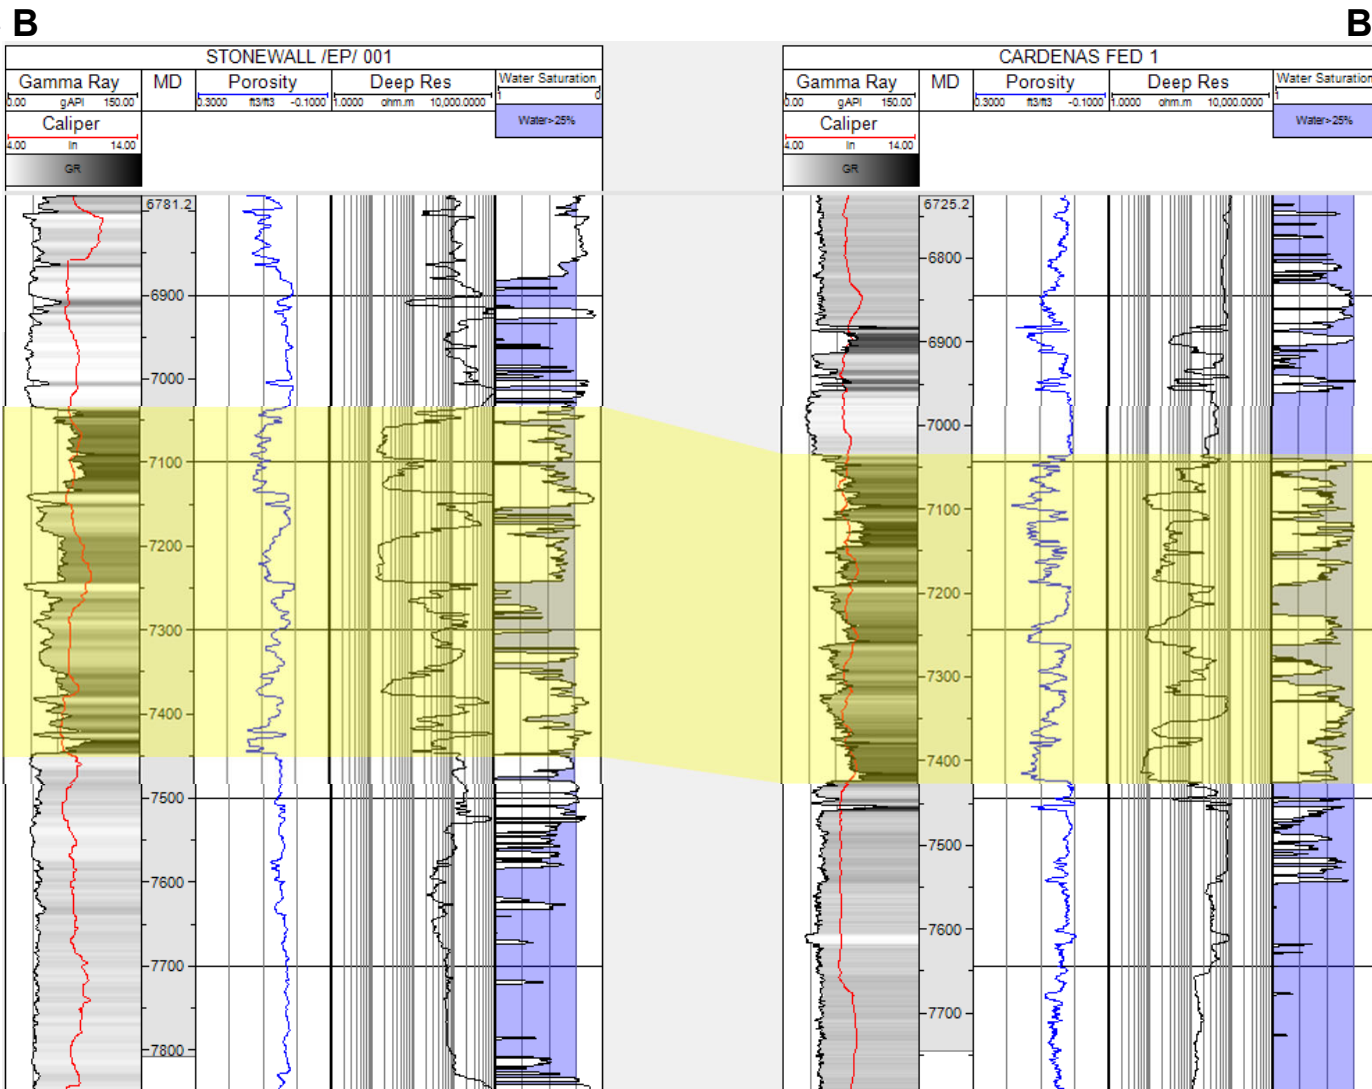 B
B
STONEWALL /EP/ 001
Gamma Ray MD Porosity Deep Res Water Saturation
0.00 gAPI 150.00 0.3000 ft3/ft3 -0.1000 1.0000 ohm.m 10,000.0000 1 0
Caliper Water>25%
4.00 in 14.00
GR
6781.2
6900
7000
7100
7200
7300
7400
7500
7600
7700
7800
CARDENAS FED 1
Gamma Ray MD Porosity Deep Res Water Saturation
0.00 gAPI 150.00 0.3000 ft3/ft3 -0.1000 1.0000 ohm.m 10,000.0000 1
Caliper Water>25%
4.00 in 14.00
GR
6725.2
6800
6900
7000
7100
7200
7300
7400
7500
7600
7700